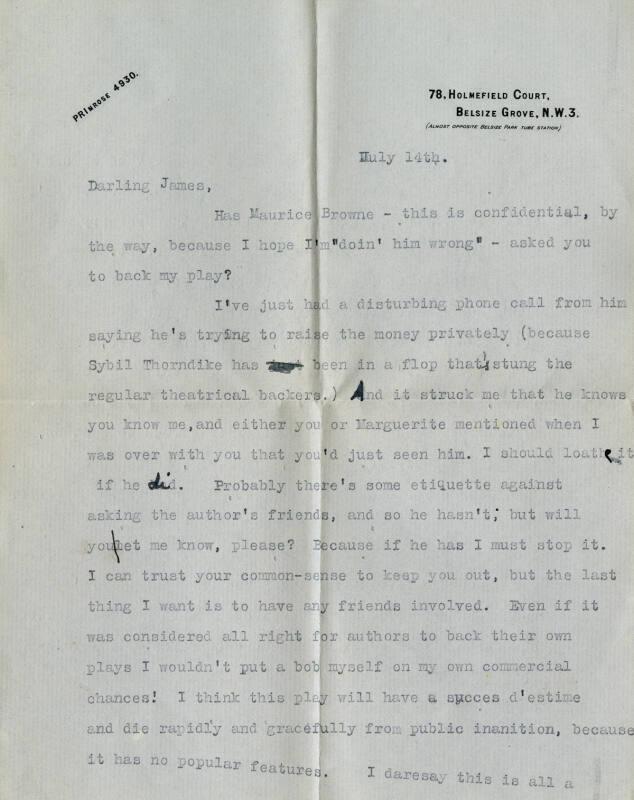 PRImrose 4930.
78, Holmefield Court,
Belsize Grove, N.W.3.
(Almost opposite Belsize Park Tube Station)
July 14th.
Darling James,
Has Maurice Browne - this is confidential, by
the way, because I hope I'm "doin' him wrong" - asked you
to back my play?
I've just had a disturbing phone call from him
saying he's trying to raise the money privately (because
Sybil Thorndike has been in a flop that's stung the
regular theatrical backers.) And it struck me that he knows
you know me, and either you or Marguerite mentioned when I
was over with you that you'd just seen him. I should loathe it
if he did. Probably there's some etiquette against
asking the author's friends, and so he hasn't; but will
you let me know, please? Because if he has I must stop it.
I can trust your common-sense to keep you out, but the last
thing I want is to have any friends involved. Even if it
was considered all right for authors to back their own
plays I wouldn't put a bob myself on my own commercial
chances! I think this play will have a succes d'estime
and die rapidly and gracefully from public inanition, because
it has no popular features. I daresay this is all a